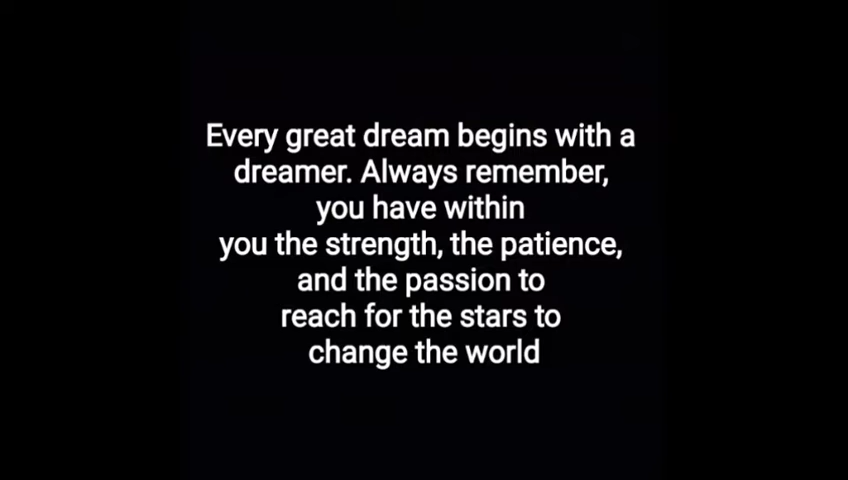 Every great dream begins with a
dreamer. Always remember,
you have within
you the strength, the patience,
and the passion to
reach for the stars to
change the world